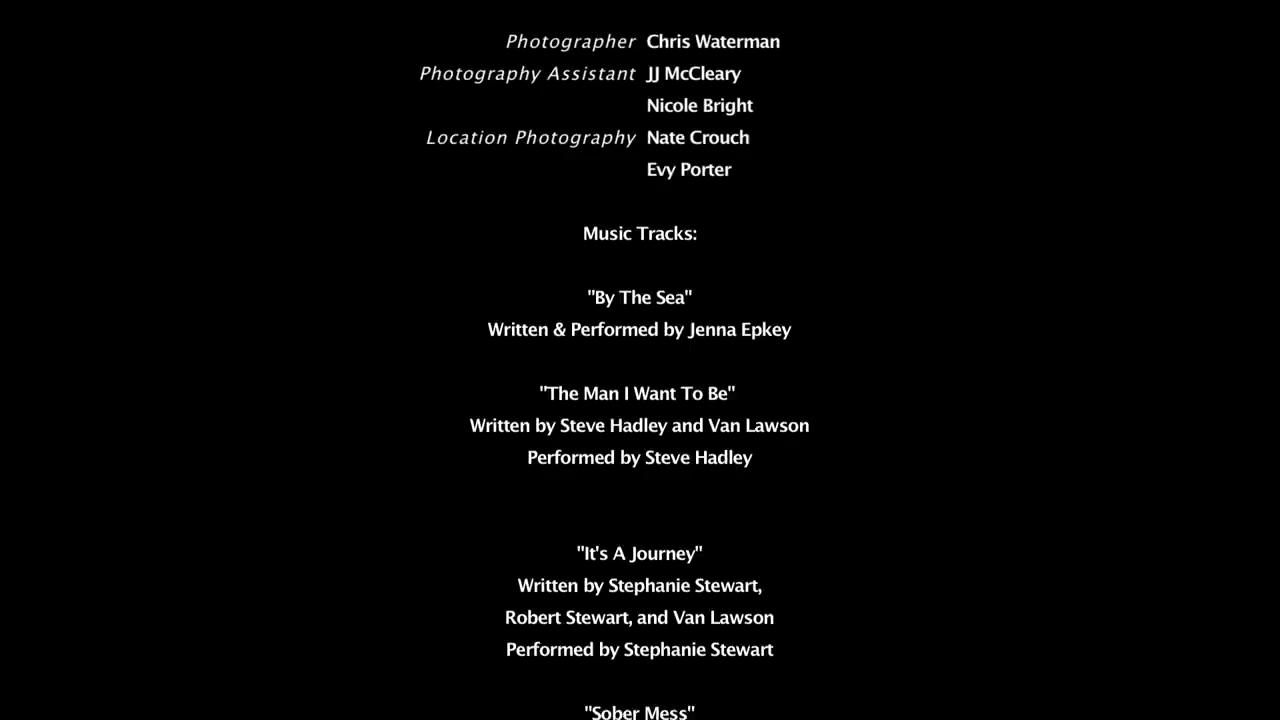 Photographer Chris Waterman
Photography Assistant JJ McCleary
Nicole Bright
Location Photography Nate Crouch
Evy Porter
Music Tracks:
"By The Sea"
Written & Performed by Jenna Epkey
"The Man I Want To Be"
Written by Steve Hadley and Van Lawson
Performed by Steve Hadley
"It's A Journey"
Written by Stephanie Stewart,
Robert Stewart, and Van Lawson
Performed by Stephanie Stewart
"Sober Mess"